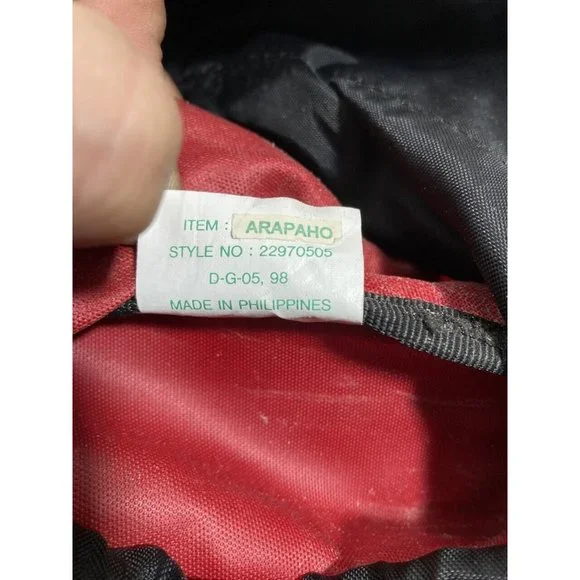 ITEM : ARAPAHO
STYLE NO : 22970505
D-G-05, 98
MADE IN PHILIPPINES